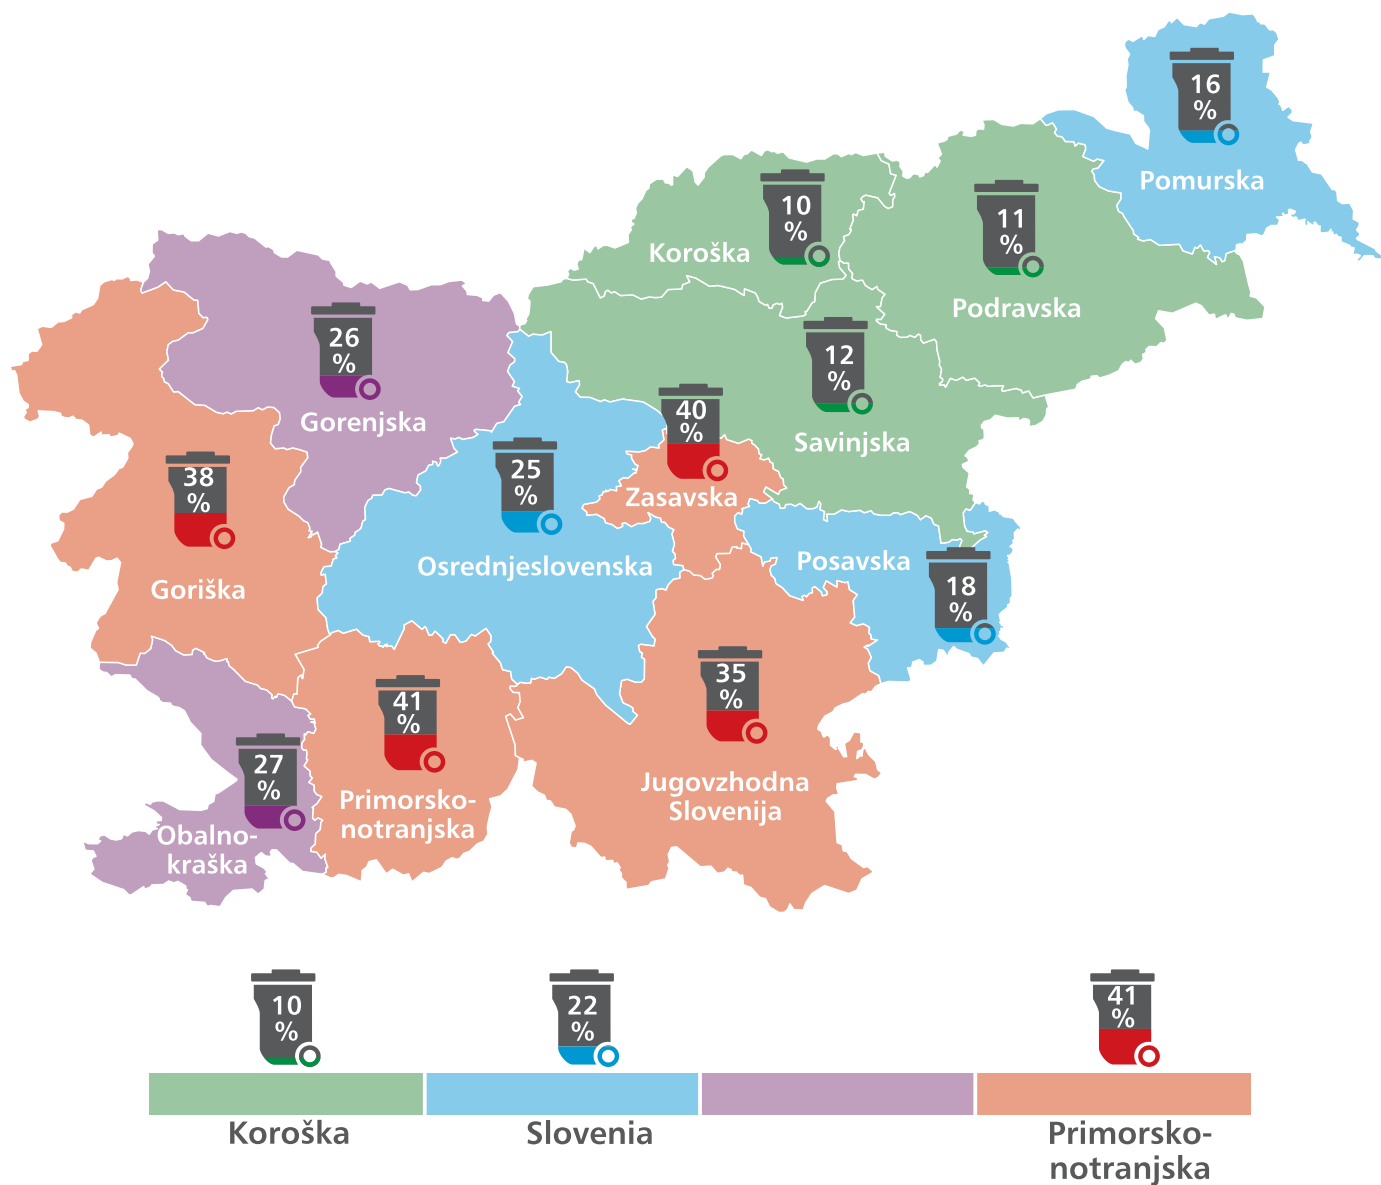 16
%
Pomurska
10
%
Koroška
11
%
Podravska
26
%
Gorenjska
12
%
Savinjska
40
%
Zasavska
38
%
Goriška
25
%
Osrednjeslovenska
Posavska
18
%
41
%
Primorsko-
notranjska
35
%
Jugovzhodna
Slovenija
27
%
Obalno-
kraška
10
%
22
%
41
%
Koroška
Slovenia
Primorsko-
notranjska